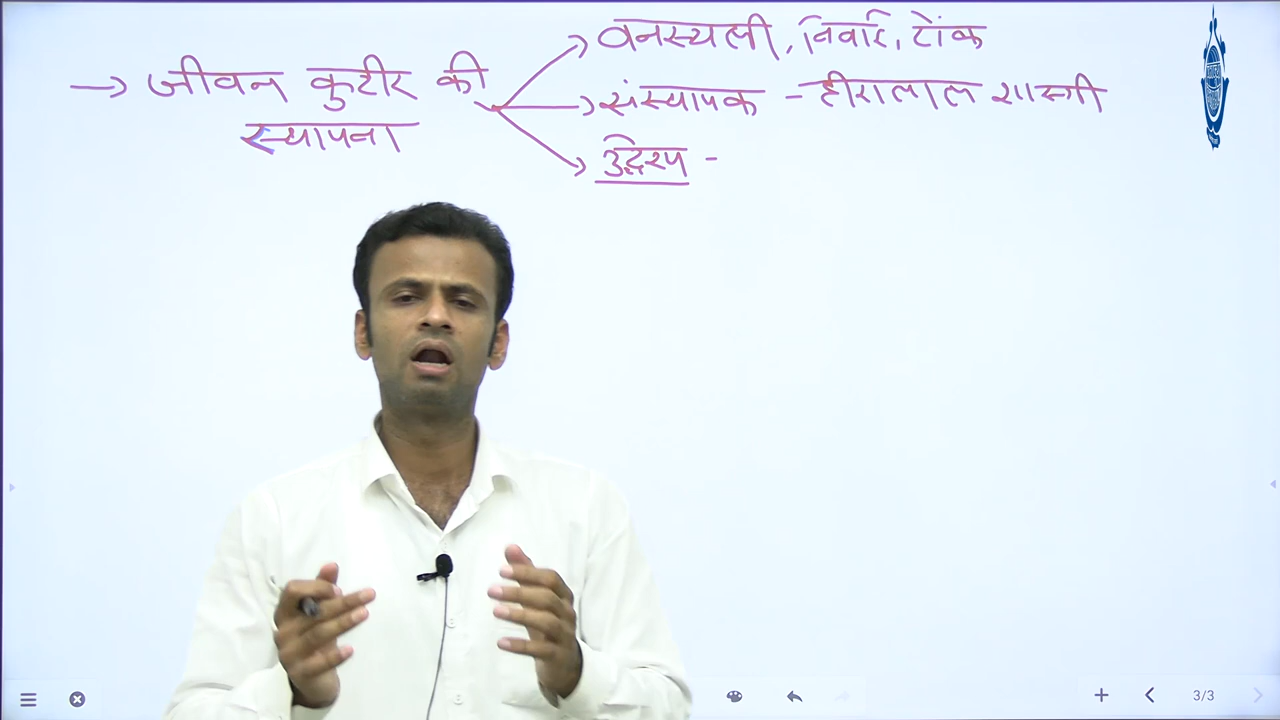 → जीवन कुटीर की स्थापना
→ वनस्थली, निवाई, टोंक
→ संस्थापक - हीरालाल शास्त्री
→ उद्देश्य -
3/3